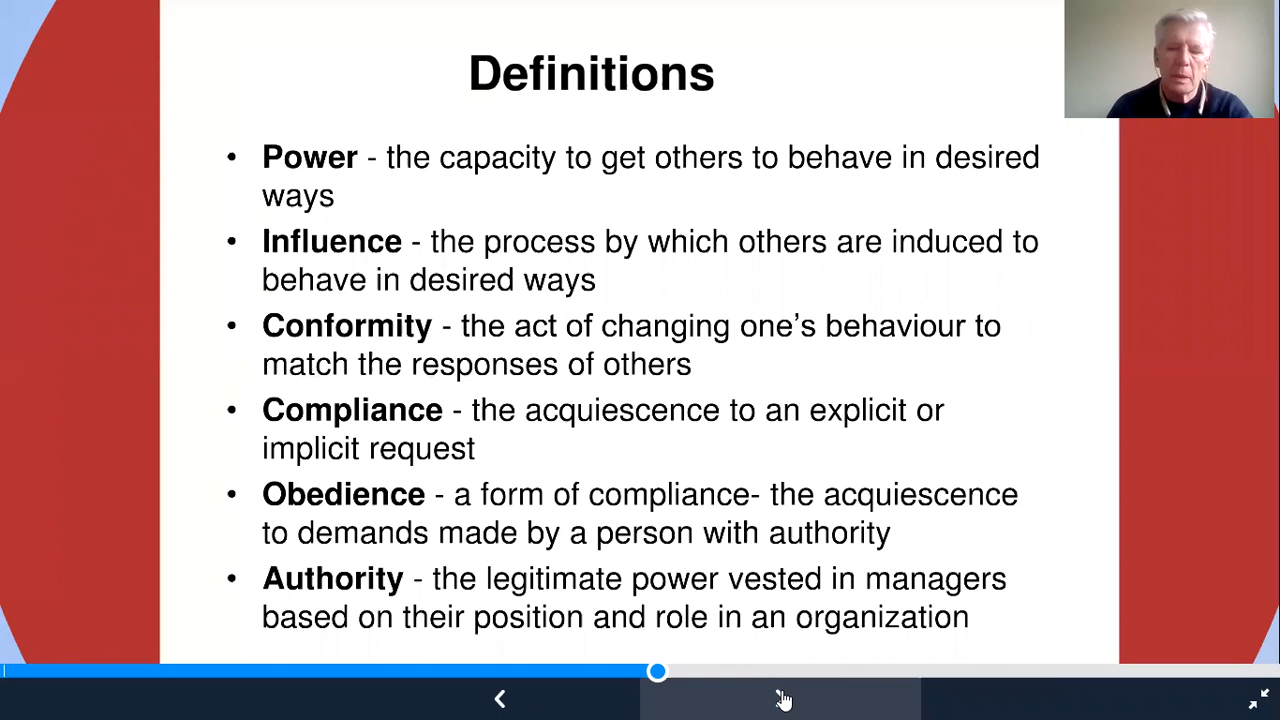 Definitions
• Power - the capacity to get others to behave in desired
ways
• Influence - the process by which others are induced to
behave in desired ways
• Conformity - the act of changing one’s behaviour to
match the responses of others
• Compliance - the acquiescence to an explicit or
implicit request
• Obedience - a form of compliance- the acquiescence
to demands made by a person with authority
• Authority - the legitimate power vested in managers
based on their position and role in an organization